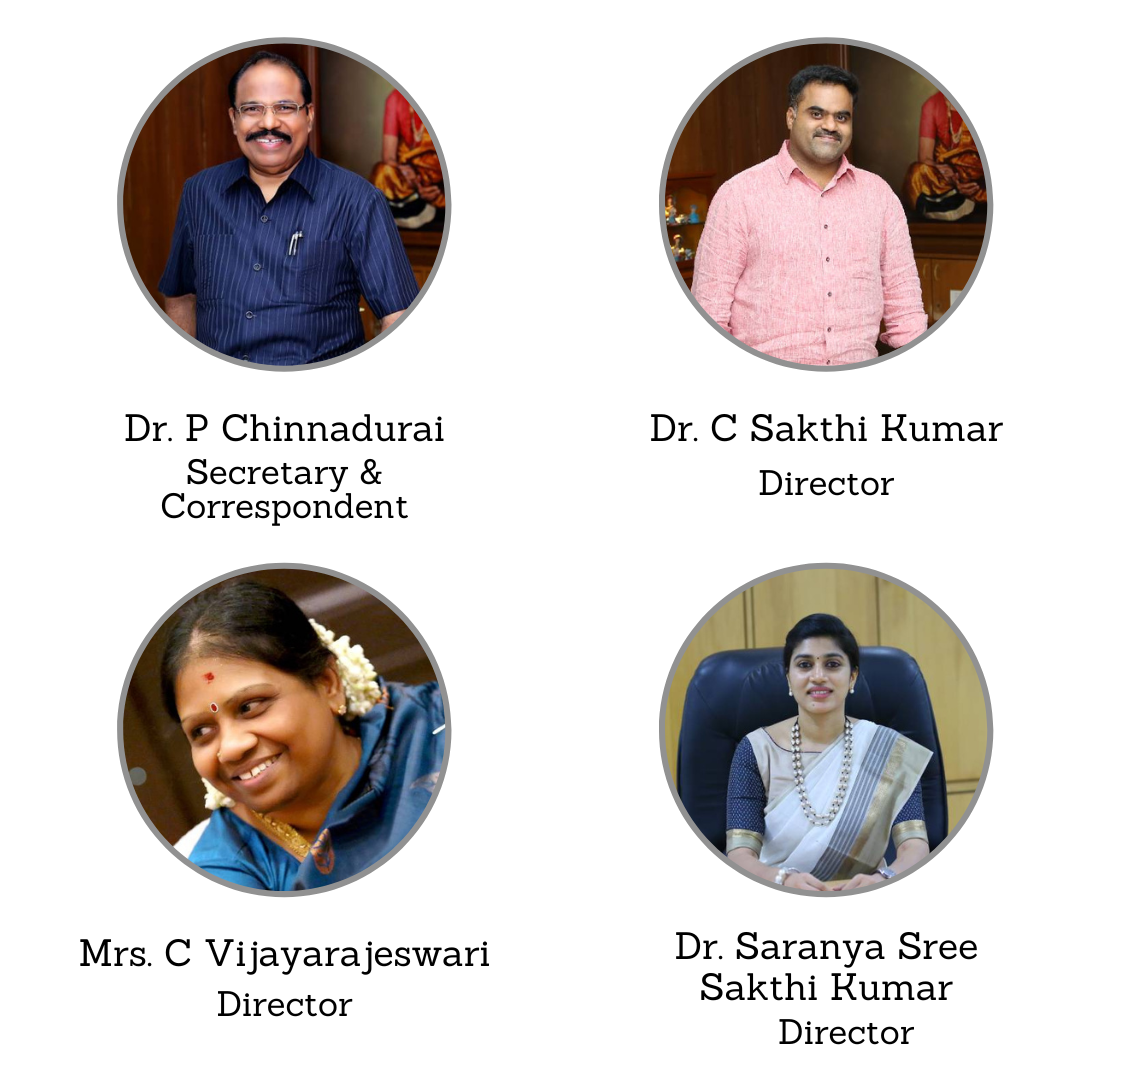 Dr. P Chinnadurai
Secretary &
Correspondent
Dr. C Sakthi Kumar
Director
Mrs. C Vijayarajeswari
Director
Dr. Saranya Sree
Sakthi Kumar
Director